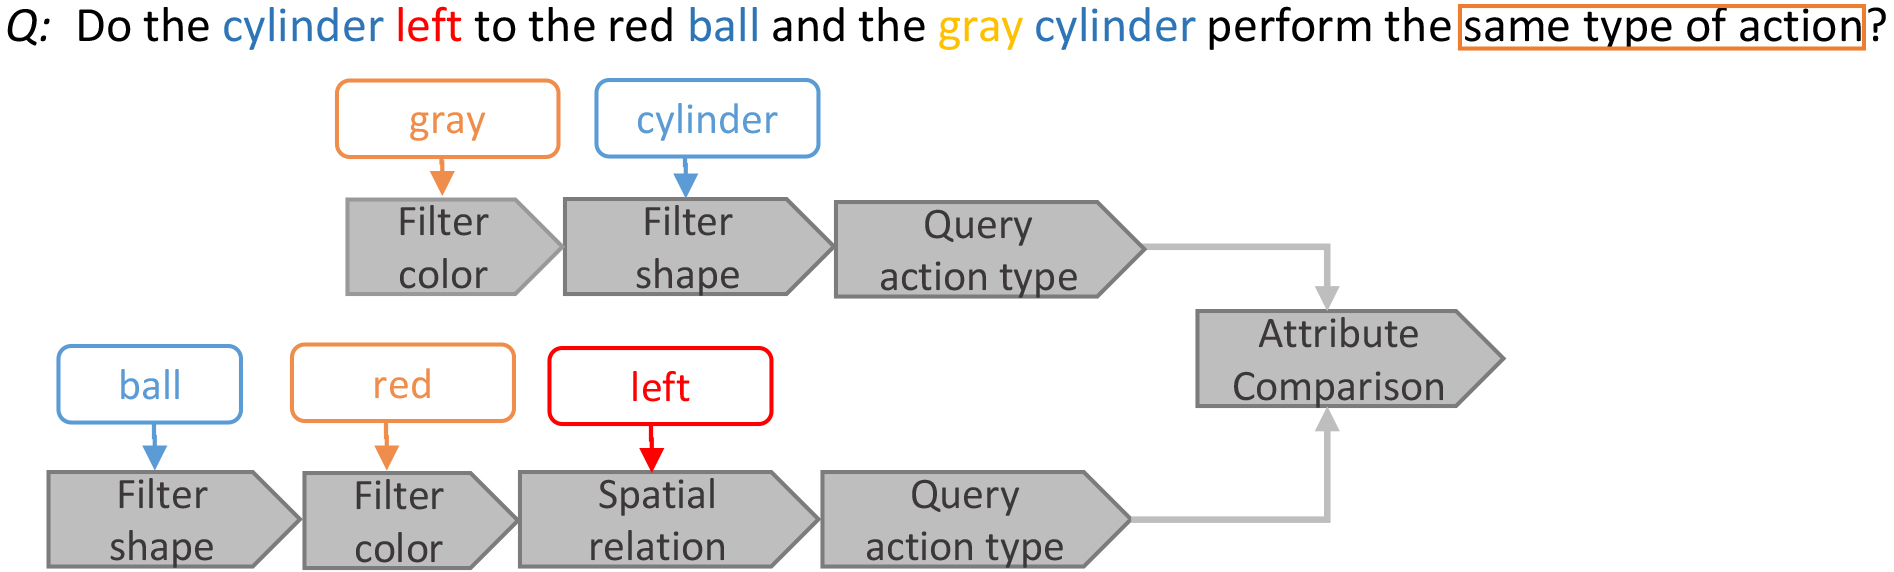 Q: Do the cylinder left to the red ball and the gray cylinder perform the same type of action?
gray
cylinder
Filter
color
Filter
shape
Query
action type
Attribute
Comparison
ball
red
left
Filter
shape
Filter
color
Spatial
relation
Query
action type